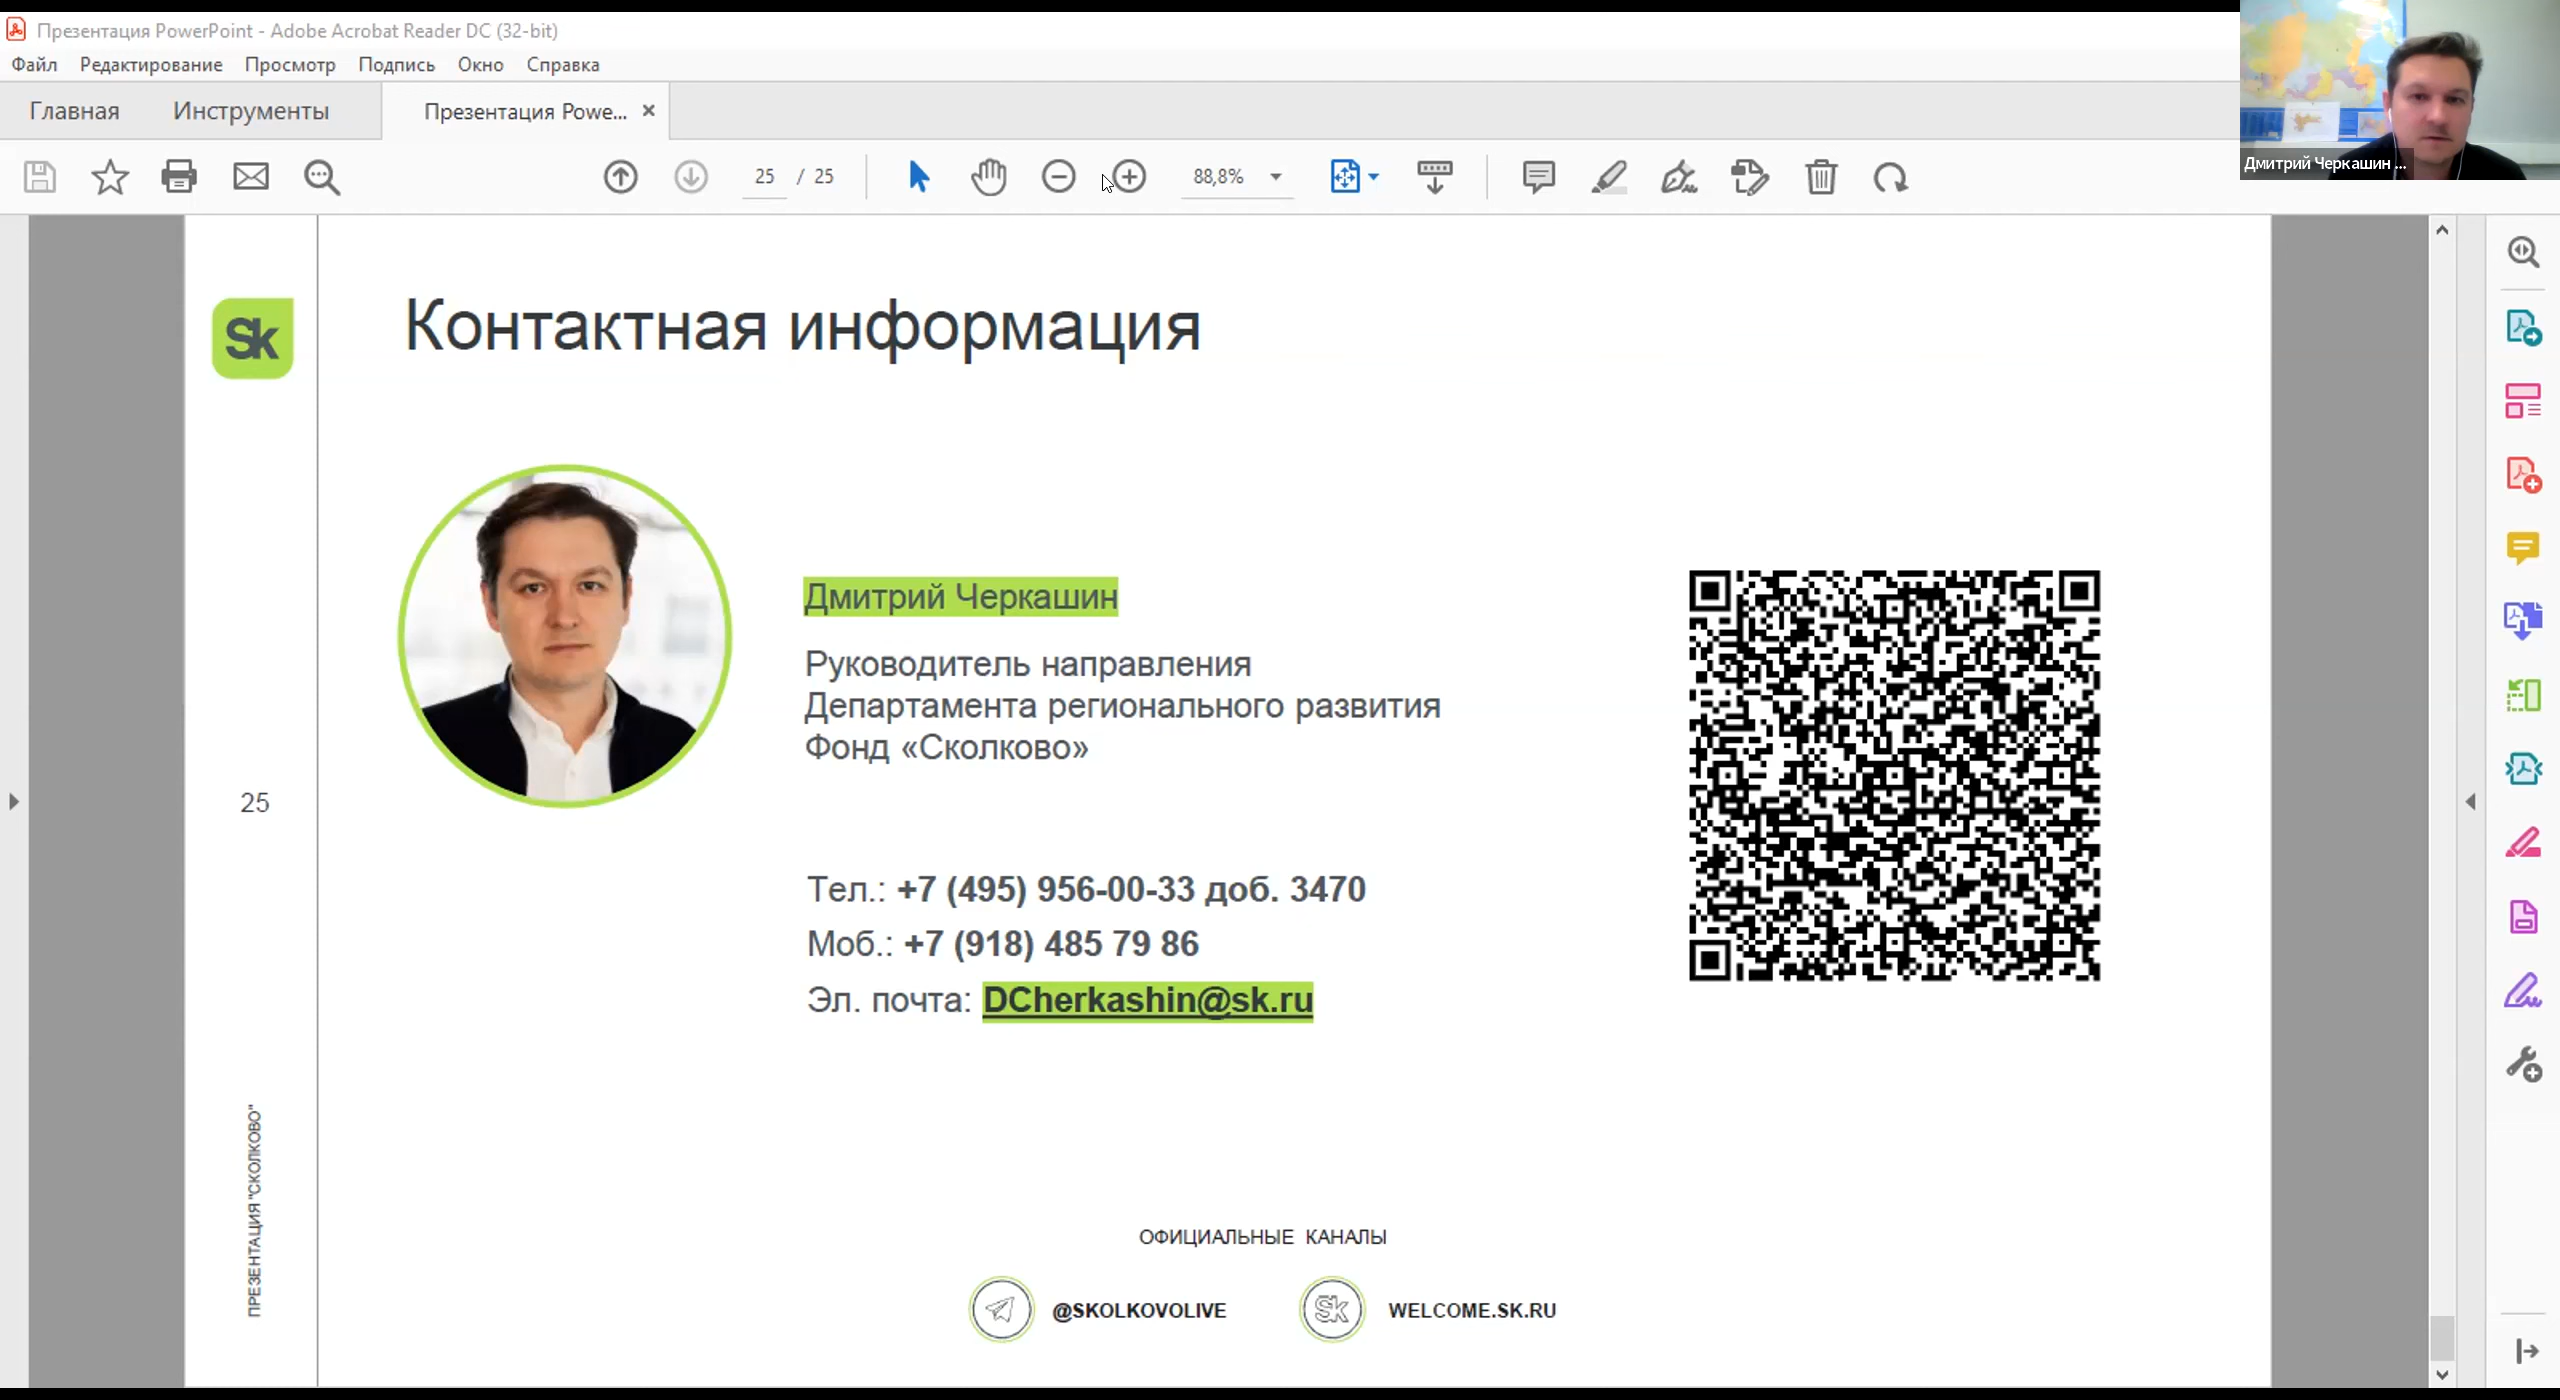 Презентация PowerPoint - Adobe Acrobat Reader DC (32-bit)
Файл Редактирование Просмотр Подпись Окно Справка
Главная Инструменты Презентация Powe...
25 / 25 88,8%
Дмитрий Черкашин ...
Sk
Контактная информация
Дмитрий Черкашин
Руководитель направления
Департамента регионального развития
Фонд «Сколково»
25
Тел.: +7 (495) 956-00-33 доб. 3470
Моб.: +7 (918) 485 79 86
Эл. почта: DCherkashin@sk.ru
ПРЕЗЕНТАЦИЯ "СКОЛКОВО"
ОФИЦИАЛЬНЫЕ КАНАЛЫ
@SKOLKOVOLIVE Sk WELCOME.SK.RU